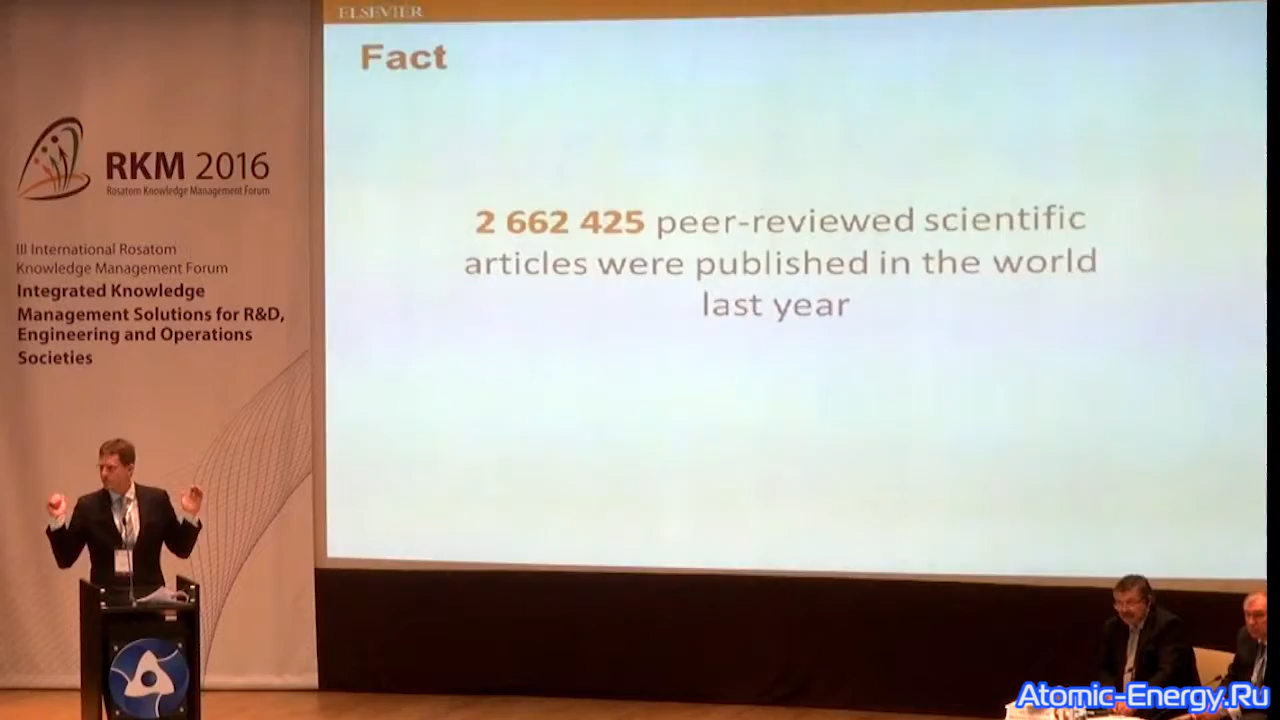 ELSEVIER
Fact
2 662 425 peer-reviewed scientific
articles were published in the world
last year
RKM 2016
Rosatom Knowledge Management Forum
III International Rosatom
Knowledge Management Forum
Integrated Knowledge
Management Solutions for R&D,
Engineering and Operations
Societies
Atomic-Energy.Ru